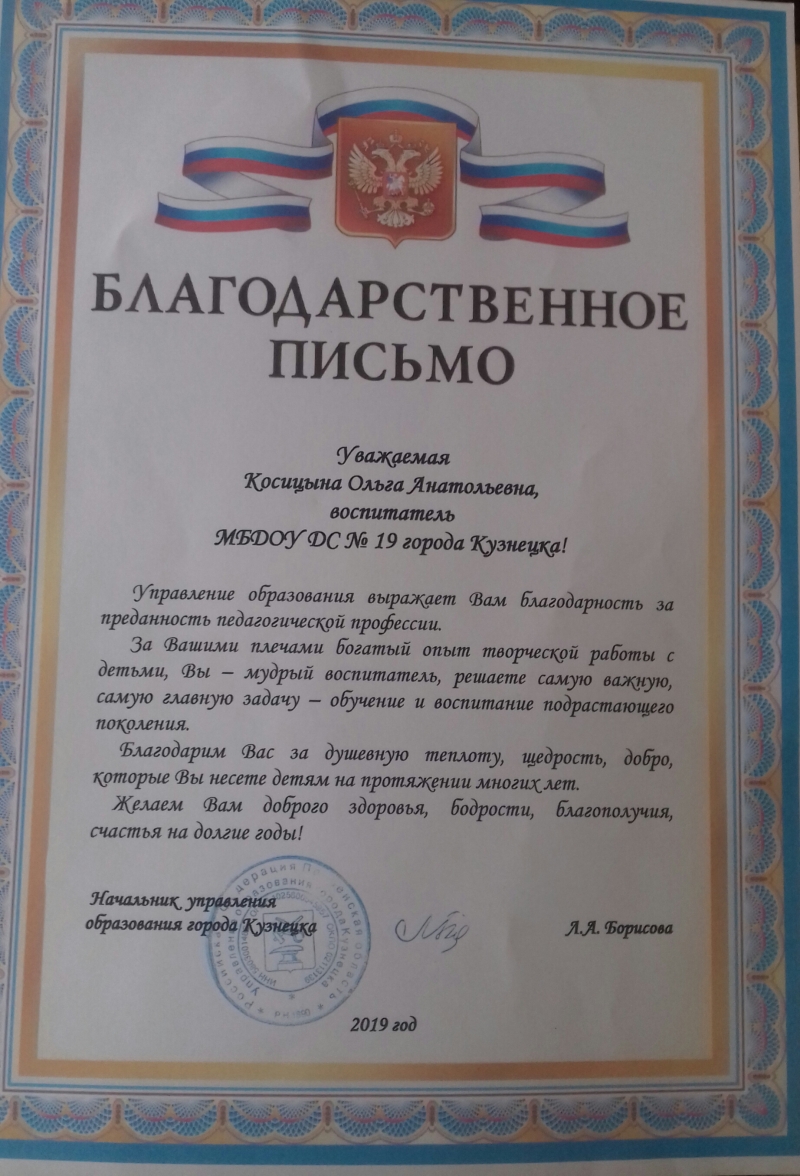 БЛАГОДАРСТВЕННОЕ
ПИСЬМО
Уважаемая
Косицына Ольга Анатольевна,
воспитатель
МБДОУ ДС № 19 города Кузнецка!
Управление образования выражает Вам благодарность за
преданность педагогической профессии.
За Вашими плечами богатый опыт творческой работы с
детьми, Вы – мудрый воспитатель, решаете самую важную,
самую главную задачу – обучение и воспитание подрастающего
поколения.
Благодарим Вас за душевную теплоту, щедрость, добро,
которые Вы несете детям на протяжении многих лет.
Желаем Вам доброго здоровья, бодрости, благополучия,
счастья на долгие годы!
Начальник управления
образования города Кузнецка
Л.А. Борисова
2019 год